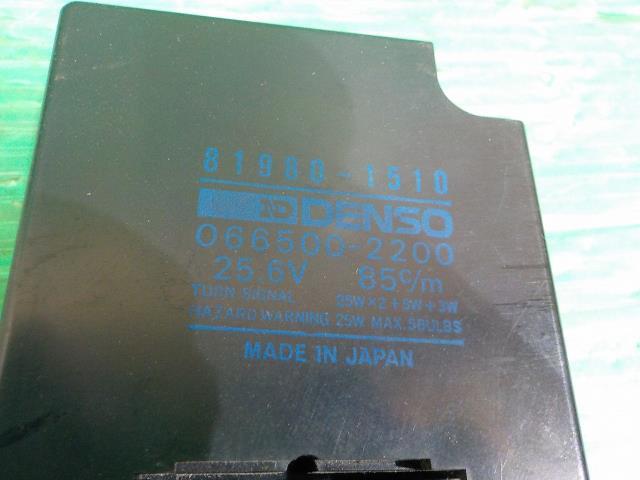 81980-1510
DENSO
066500-2200
25.6V 85c/m
TURN SIGNAL 25W×2+5W+3W
HAZARD WARNING 25W MAX.5BULBS
MADE IN JAPAN